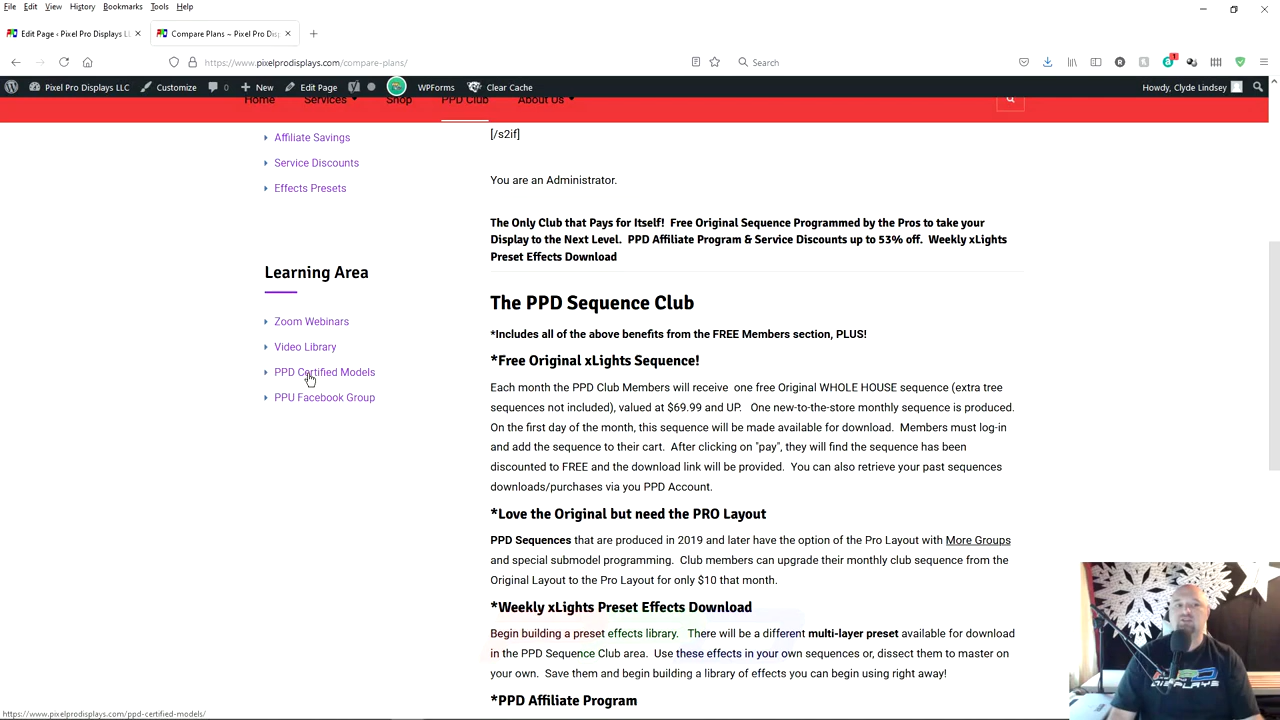 File Edit View History Bookmarks Tools Help
Edit Page ‹ Pixel Pro Displays LL × Compare Plans – Pixel Pro Dis × +
https://www.pixelprodisplays.com/compare-plans/ Search
Pixel Pro Displays LLC Customize 0 + New Edit Page WPForms Clear Cache Howdy, Clyde Lindsey
Home Services Shop PPD Club About Us
Affiliate Savings
Service Discounts
Effects Presets
Learning Area
Zoom Webinars
Video Library
PPD Certified Models
PPU Facebook Group
[/s2if]
You are an Administrator.
The Only Club that Pays for Itself! Free Original Sequence Programmed by the Pros to take your
Display to the Next Level. PPD Affiliate Program & Service Discounts up to 53% off. Weekly xLights
Preset Effects Download
The PPD Sequence Club
*Includes all of the above benefits from the FREE Members section, PLUS!
*Free Original xLights Sequence!
Each month the PPD Club Members will receive one free Original WHOLE HOUSE sequence (extra tree
sequences not included), valued at $69.99 and UP. One new-to-the-store monthly sequence is produced.
On the first day of the month, this sequence will be made available for download. Members must log-in
and add the sequence to their cart. After clicking on "pay", they will find the sequence has been
discounted to FREE and the download link will be provided. You can also retrieve your past sequences
downloads/purchases via you PPD Account.
*Love the Original but need the PRO Layout
PPD Sequences that are produced in 2019 and later have the option of the Pro Layout with More Groups
and special submodel programming. Club members can upgrade their monthly club sequence from the
Original Layout to the Pro Layout for only $10 that month.
*Weekly xLights Preset Effects Download
Begin building a preset effects library. There will be a different multi-layer preset available for download
in the PPD Sequence Club area. Use these effects in your own sequences or, dissect them to master on
your own. Save them and begin building a library of effects you can begin using right away!
*PPD Affiliate Program
https://www.pixelprodisplays.com/ppd-certified-models/